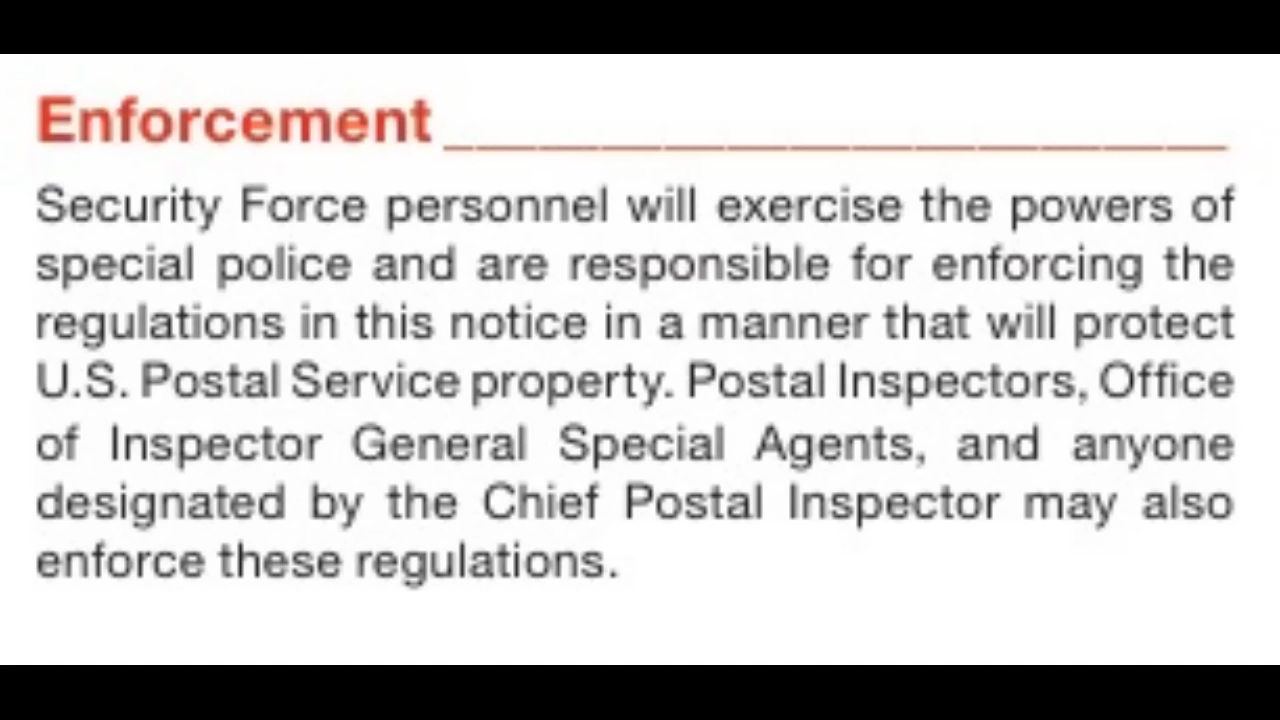 Enforcement
Security Force personnel will exercise the powers of
special police and are responsible for enforcing the
regulations in this notice in a manner that will protect
U.S. Postal Service property. Postal Inspectors, Office
of Inspector General Special Agents, and anyone
designated by the Chief Postal Inspector may also
enforce these regulations.